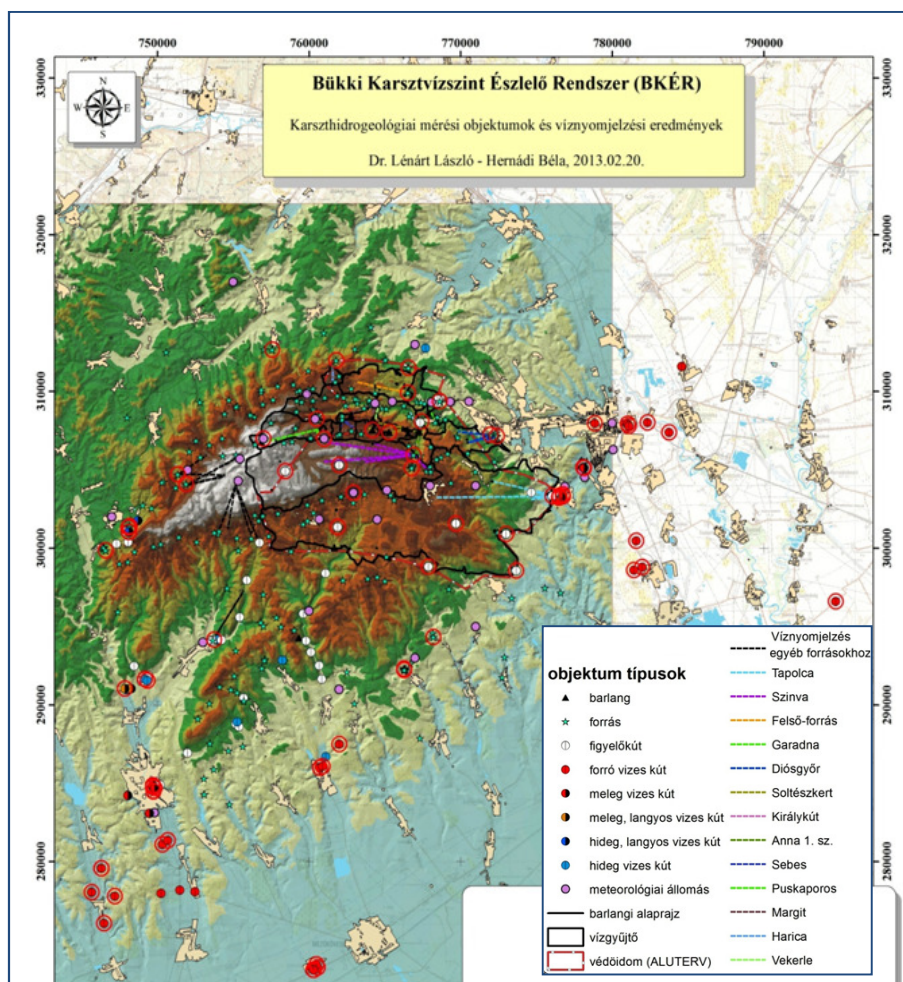 750000 760000 770000 780000 790000
330000
320000
310000
300000
290000
280000
N
W E
S
Bükki Karsztvízszint Észlelő Rendszer (BKÉR)
Karszthidrogeológiai mérési objektumok és víznyomjelzési eredmények
Dr. Lénárt László - Hernádi Béla, 2013.02.20.
objektum típusok
barlang
forrás
figyelőkút
forró vizes kút
meleg vizes kút
meleg, langyos vizes kút
hideg, langyos vizes kút
hideg vizes kút
meteorológiai állomás
barlangi alaprajz
vízgyűjtő
védöidom (ALUTERV)
Víznyomjelzés
egyéb forrásokhoz
Tapolca
Szinva
Felső-forrás
Garadna
Diósgyőr
Soltészkert
Királykút
Anna 1. sz.
Sebes
Puskaporos
Margit
Harica
Vekerle